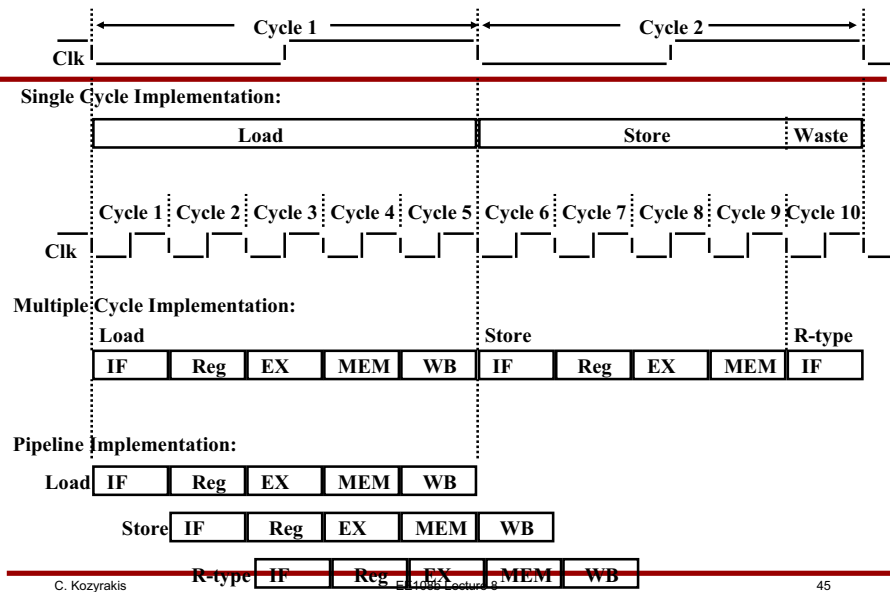 Cycle 1 Cycle 2
Clk
Single Cycle Implementation:
Load Store Waste
Cycle 1 Cycle 2 Cycle 3 Cycle 4 Cycle 5 Cycle 6 Cycle 7 Cycle 8 Cycle 9 Cycle 10
Clk
Multiple Cycle Implementation:
Load Store R-type
IF Reg EX MEM WB IF Reg EX MEM IF
Pipeline Implementation:
Load IF Reg EX MEM WB
Store IF Reg EX MEM WB
R-type IF Reg EX MEM WB
C. Kozyrakis EE108b Lecture 8 45